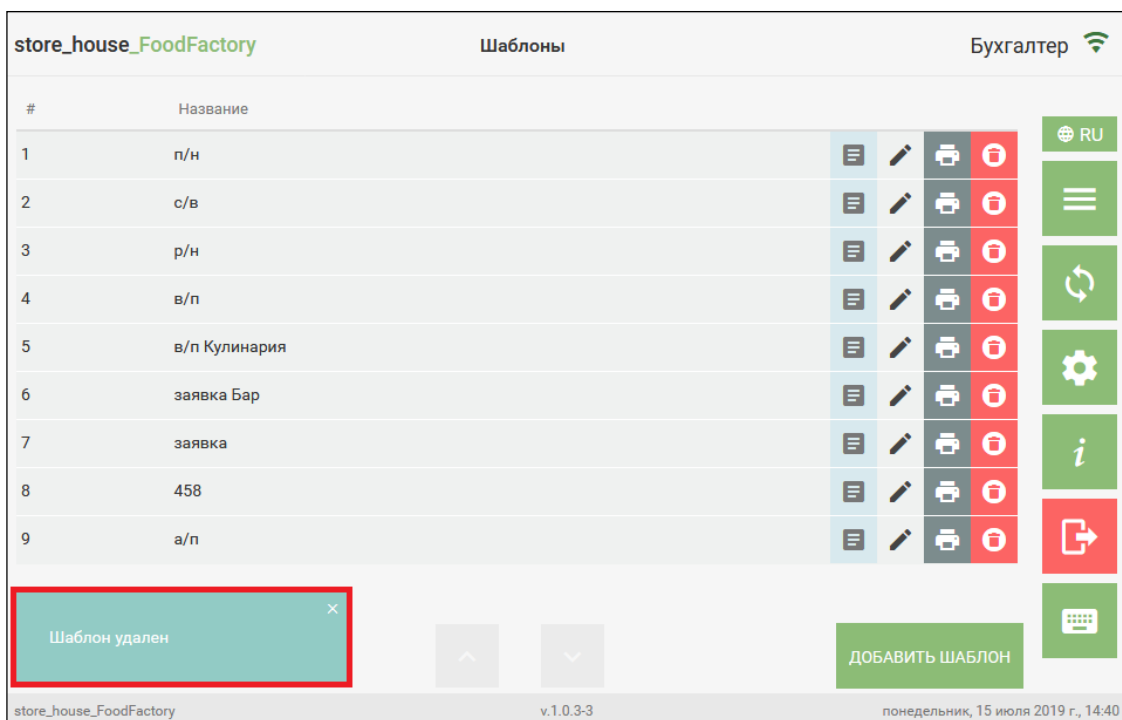 store_house_FoodFactory Шаблоны Бухгалтер
# Название
RU
1 п/н
2 с/в
3 р/н
4 в/п
5 в/п Кулинария
6 заявка Бар
7 заявка
8 458
9 а/п
Шаблон удален
ДОБАВИТЬ ШАБЛОН
store_house_FoodFactory v.1.0.3-3 понедельник, 15 июля 2019 г., 14:40